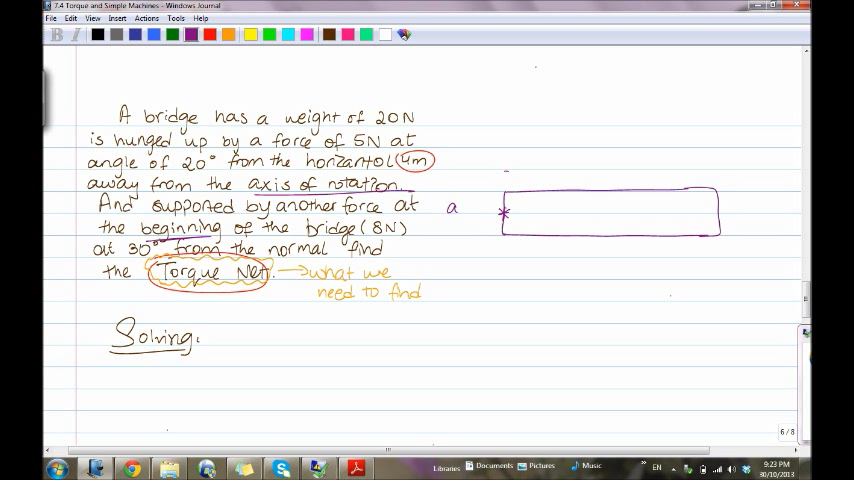 7.4 Torque and Simple Machines - Windows Journal
File Edit View Insert Actions Tools Help
B I
A bridge has a weight of 20N
is hunged up by a force of 5N at
angle of 20° from the horizantol 4m
away from the axis of rotation.
And supported by another force at
the beginning of the bridge (8N)
at 30° from the normal find
the Torque Net. → what we
need to find
a
Solving.
6 / 8
Libraries Documents Pictures Music » EN 9:23 PM
30/10/2013